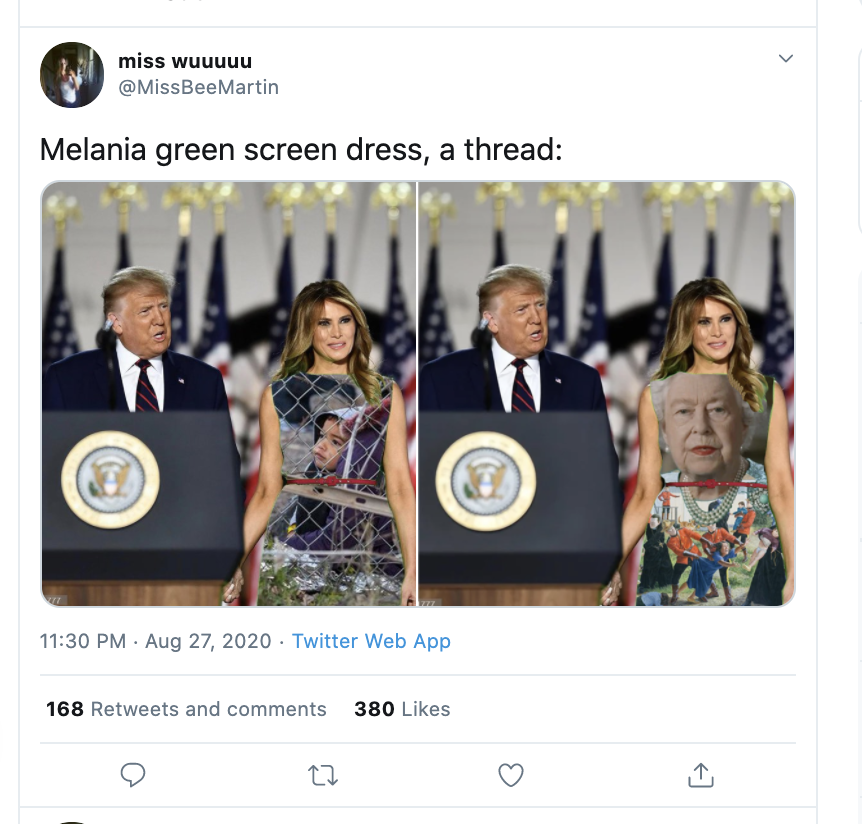 miss wuuuuu
@MissBeeMartin
Melania green screen dress, a thread:
11:30 PM · Aug 27, 2020 · Twitter Web App
168 Retweets and comments 380 Likes